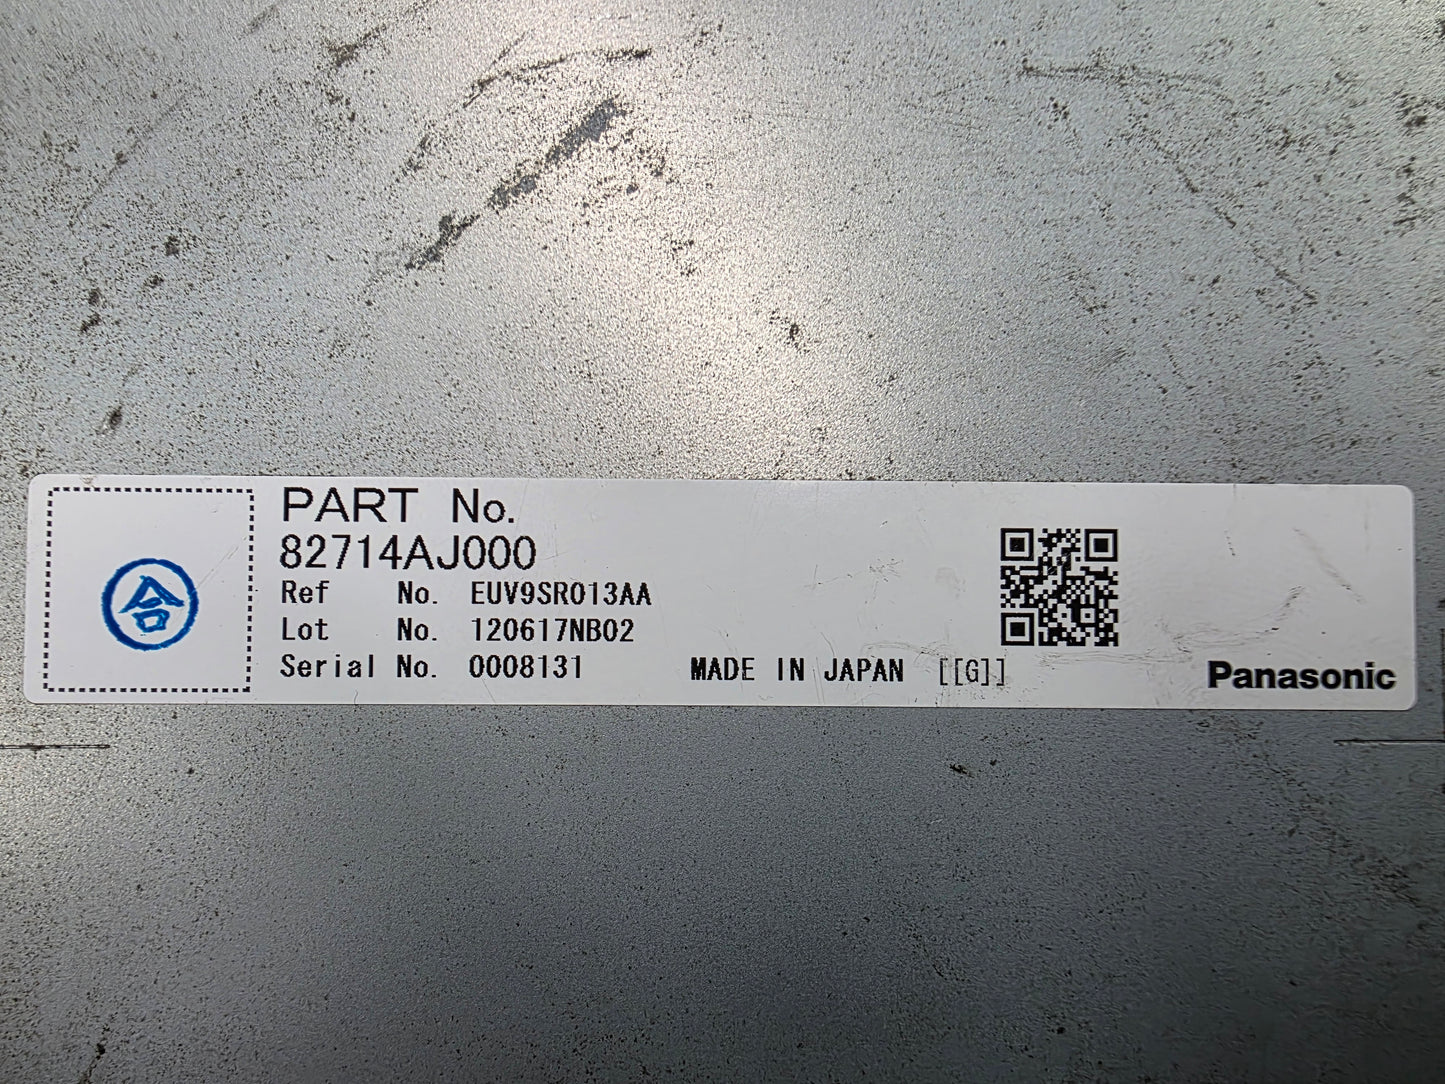 合
PART No.
82714AJ000
Ref No. EUV9SR013AA
Lot No. 120617NB02
Serial No. 0008131 MADE IN JAPAN [[G]]
Panasonic